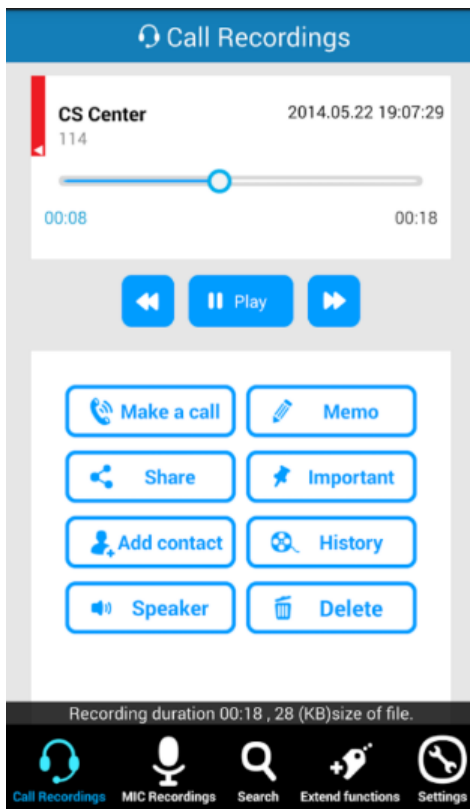 Call Recordings
CS Center 2014.05.22 19:07:29
114
00:08 00:18
Play
Make a call Memo
Share Important
Add contact History
Speaker Delete
Recording duration 00:18 , 28 (KB)size of file.
Call Recordings MIC Recordings Search Extend functions Settings